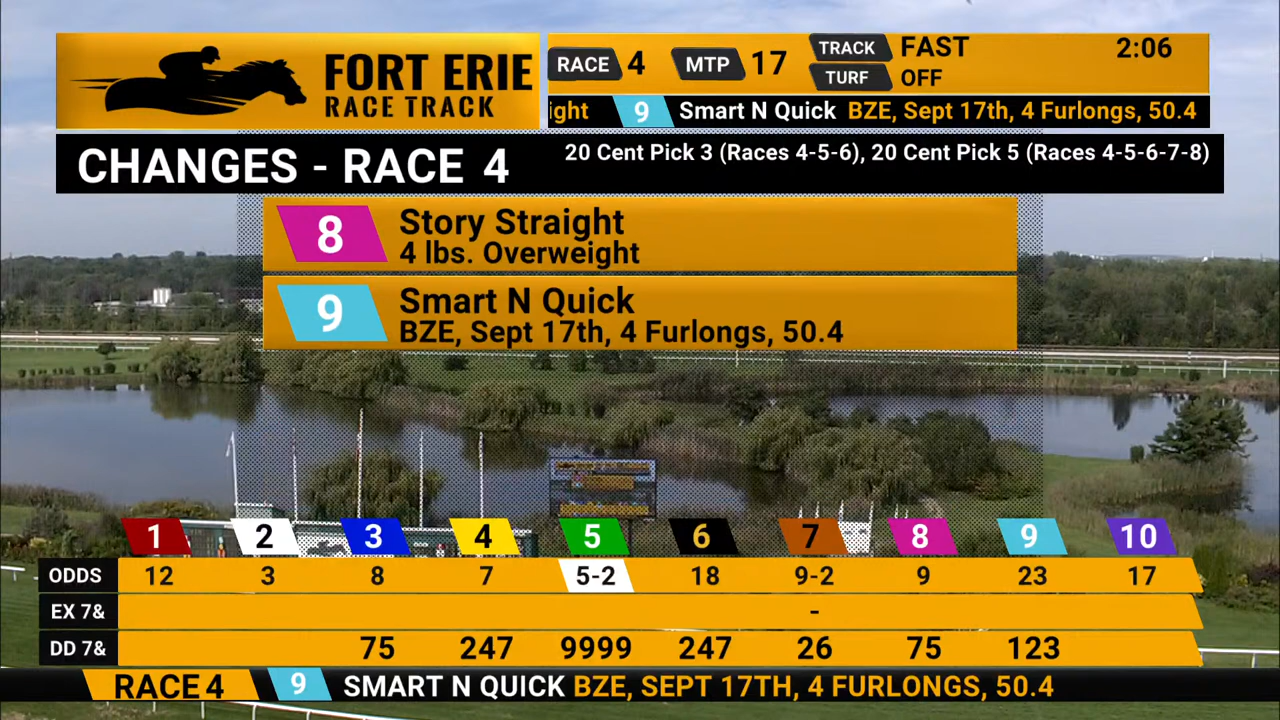 FORT ERIE
RACE TRACK
RACE 4 MTP 17 TRACK FAST 2:06
TURF OFF
ight 9 Smart N Quick BZE, Sept 17th, 4 Furlongs, 50.4
CHANGES - RACE 4 20 Cent Pick 3 (Races 4-5-6), 20 Cent Pick 5 (Races 4-5-6-7-8)
8 Story Straight
4 lbs. Overweight
9 Smart N Quick
BZE, Sept 17th, 4 Furlongs, 50.4
1 2 3 4 5 6 7 8 9 10
ODDS 12 3 8 7 5-2 18 9-2 9 23 17
EX 7& -
DD 7& 75 247 9999 247 26 75 123
RACE 4 9 SMART N QUICK BZE, SEPT 17TH, 4 FURLONGS, 50.4